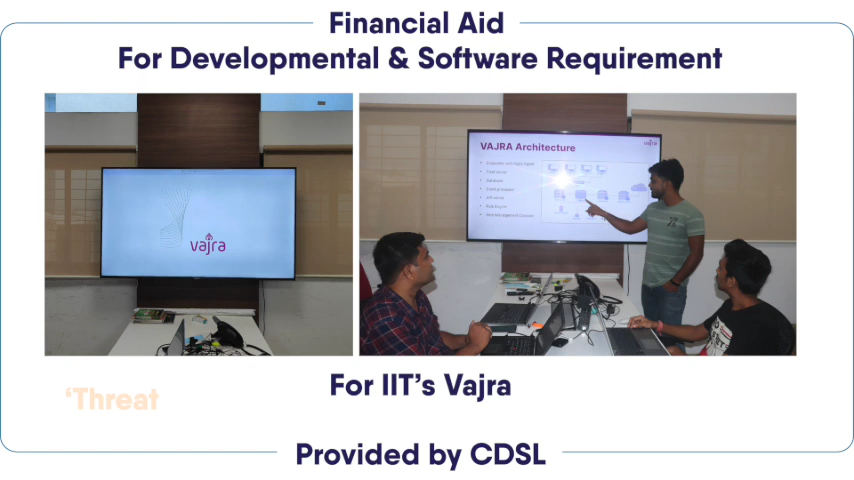 Financial Aid
For Developmental & Software Requirement
vajra
VAJRA Architecture
vajra
For IIT's Vajra
‘Threat
Provided by CDSL